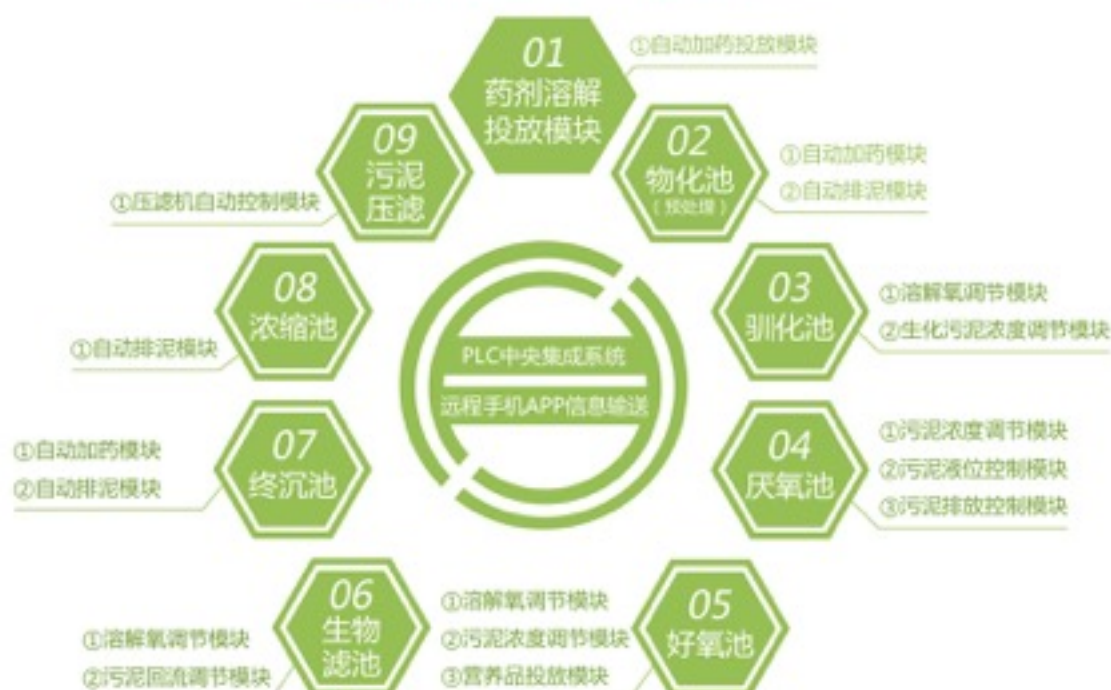 01
药剂溶解
投放模块
①自动加药投放模块
02
物化池
(预处理)
①自动加药模块
②自动排泥模块
03
驯化池
①溶解氧调节模块
②生化污泥浓度调节模块
04
厌氧池
①污泥浓度调节模块
②污泥液位控制模块
③污泥排放控制模块
05
好氧池
①溶解氧调节模块
②污泥浓度调节模块
③营养品投放模块
06
生物
滤池
①溶解氧调节模块
②污泥回流调节模块
07
终沉池
①自动加药模块
②自动排泥模块
08
浓缩池
①自动排泥模块
09
污泥
压滤
①压滤机自动控制模块
PLC中央集成系统
远程手机APP信息输送